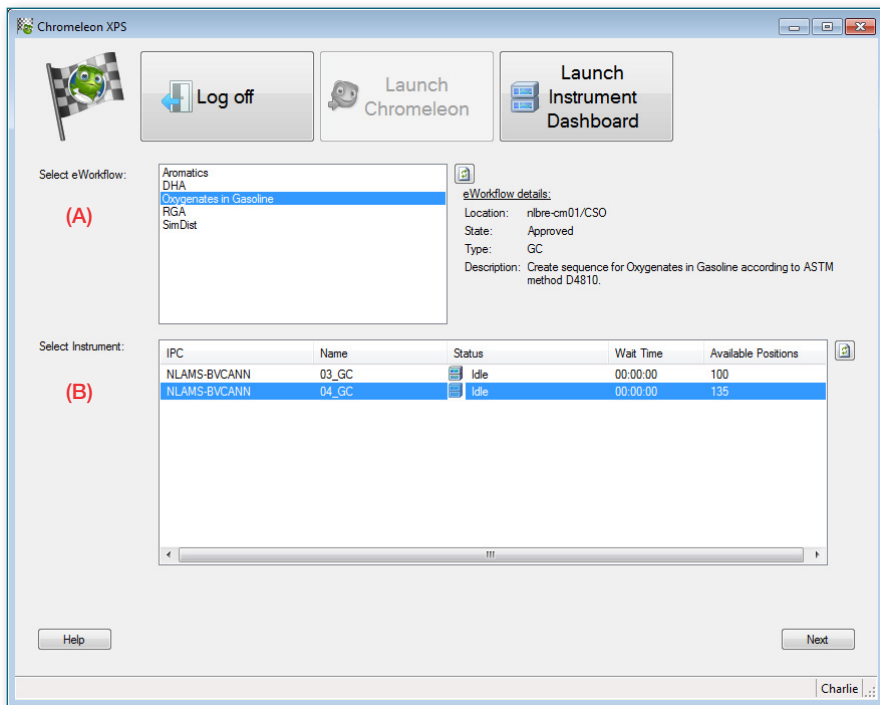 Chromeleon XPS
Log off
Launch
Chromeleon
Launch
Instrument
Dashboard
Select eWorkflow:
(A)
Aromatics
DHA
Oxygenates in Gasoline
RGA
SimDist
eWorkflow details:
Location: nlbre-cm01/CSO
State: Approved
Type: GC
Description: Create sequence for Oxygenates in Gasoline according to ASTM
method D4810.
Select Instrument:
(B)
IPC Name Status Wait Time Available Positions
NLAMS-BVCANN 03_GC Idle 00:00:00 100
NLAMS-BVCANN 04_GC Idle 00:00:00 135
Help
Next
Charlie